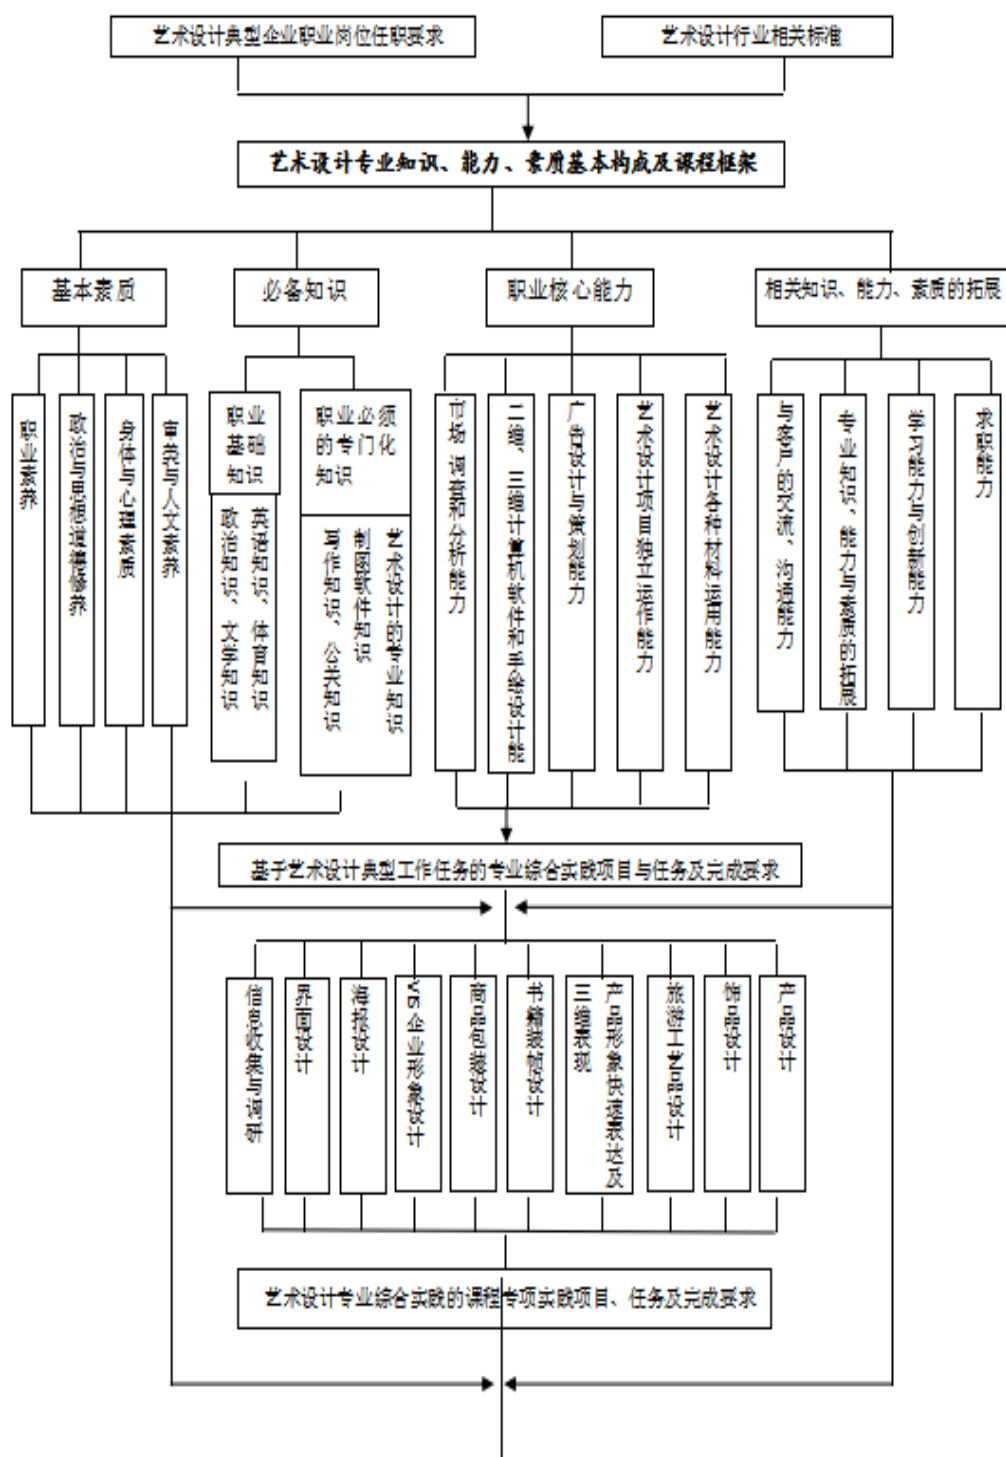 艺术设计典型企业职业岗位任职要求
艺术设计行业相关标准
艺术设计专业知识、能力、素质基本构成及课程框架
基本素质
必备知识
职业核心能力
相关知识、能力、素质的拓展
职业素养
政治与思想道德修养
身体与心理素质
审美与人文素养
职业
基础
知识
职业必须
的专门化
知识
英语知识，体育知识
政治知识，文学知识
艺术设计的专业知识
制图软件知识
写作知识、公关知识
市场 调查和分析能力
二维、三维计算机软件和手绘设计能
广告设计与策划能力
艺术设计项目独立运作能力
艺术设计各种材料运用能力
与客户的交流、沟通能力
专业知识，能力与素质的拓展
学习能力与创新能力
求职能力
基于艺术设计典型工作任务的专业综合实践项目与任务及完成要求
信息收集与调研
界面设计
海报设计
VIS 企业形象设计
商品包装设计
书籍装帧设计
产品形象快速表达及
三维表现
旅游工艺品设计
饰品设计
产品设计
艺术设计专业综合实践的课程专项实践项目、任务及完成要求